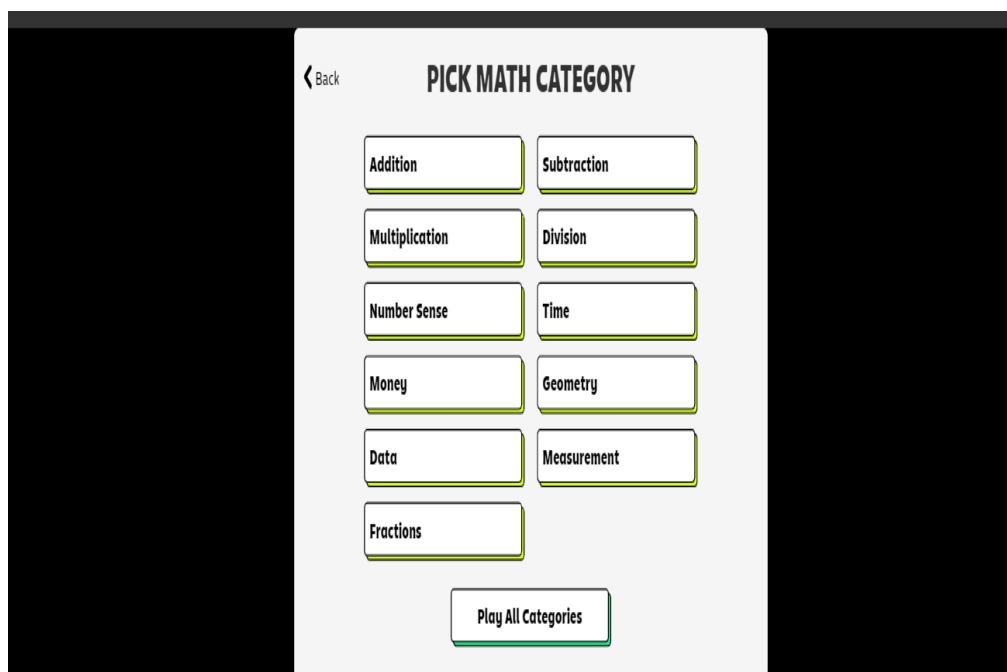 Back
PICK MATH CATEGORY
Addition
Subtraction
Multiplication
Division
Number Sense
Time
Money
Geometry
Data
Measurement
Fractions
Play All Categories